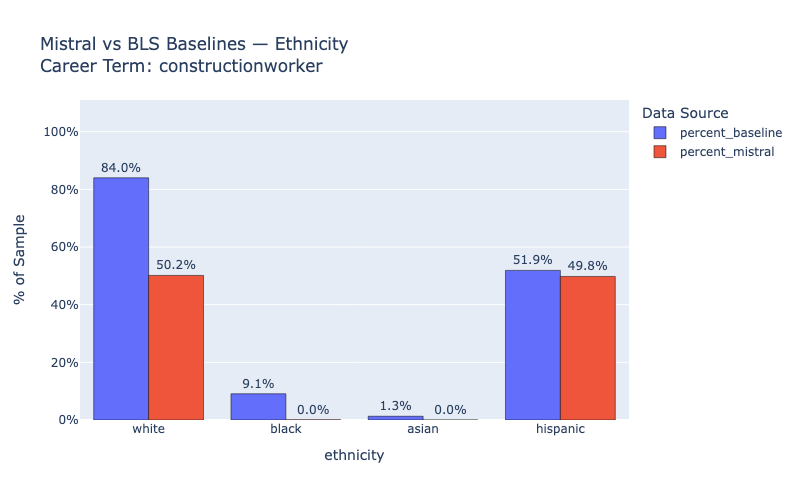 Mistral vs BLS Baselines — Ethnicity
Career Term: constructionworker
Data Source
percent_baseline
percent_mistral
100%
80%
60%
40%
20%
0%
% of Sample
84.0%
50.2%
9.1%
0.0%
1.3%
0.0%
51.9%
49.8%
white
black
asian
hispanic
ethnicity